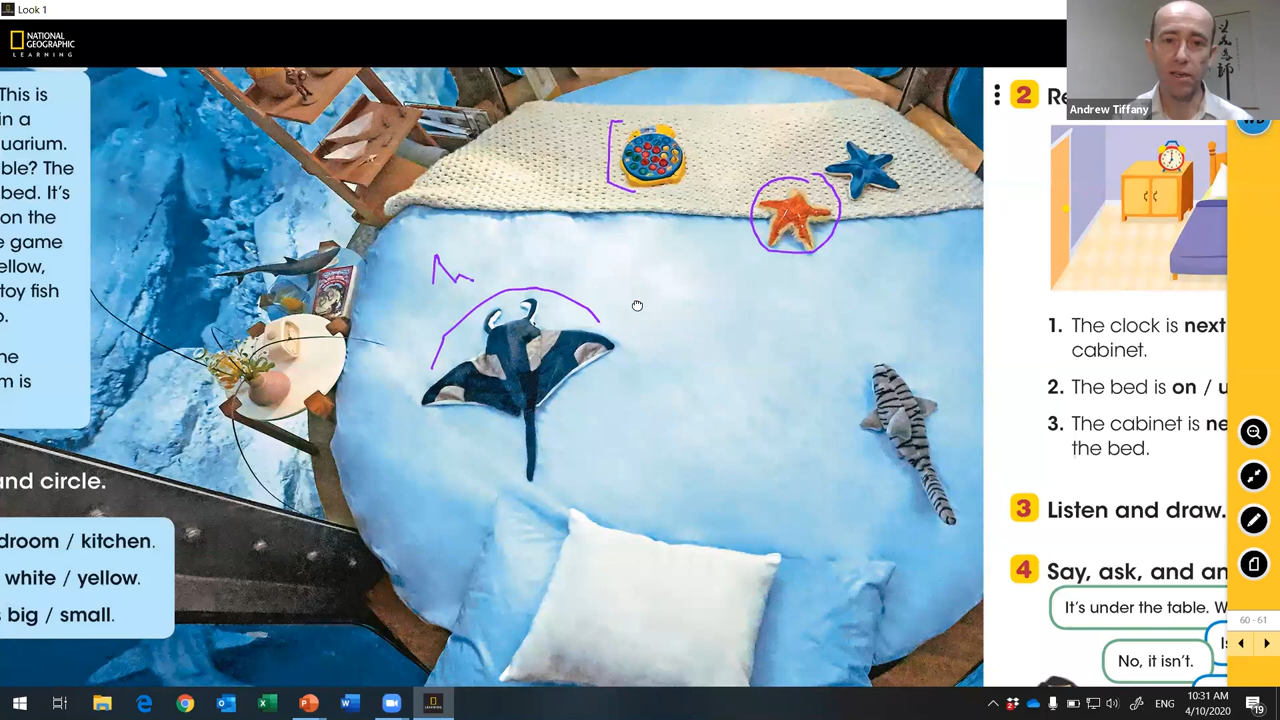 Look 1
NATIONAL
GEOGRAPHIC
LEARNING
This is
in a
uarium.
ble? The
bed. It's
on the
e game
ellow,
toy fish
o.
he
m is
and circle.
droom / kitchen.
white / yellow.
big / small.
2 Re
Andrew Tiffany
1. The clock is next
cabinet.
2. The bed is on / u
3. The cabinet is ne
the bed.
3 Listen and draw.
4 Say, ask, and an
It's under the table. W
No, it isn't.
60 - 61
ENG
10:31 AM
4/10/2020
19